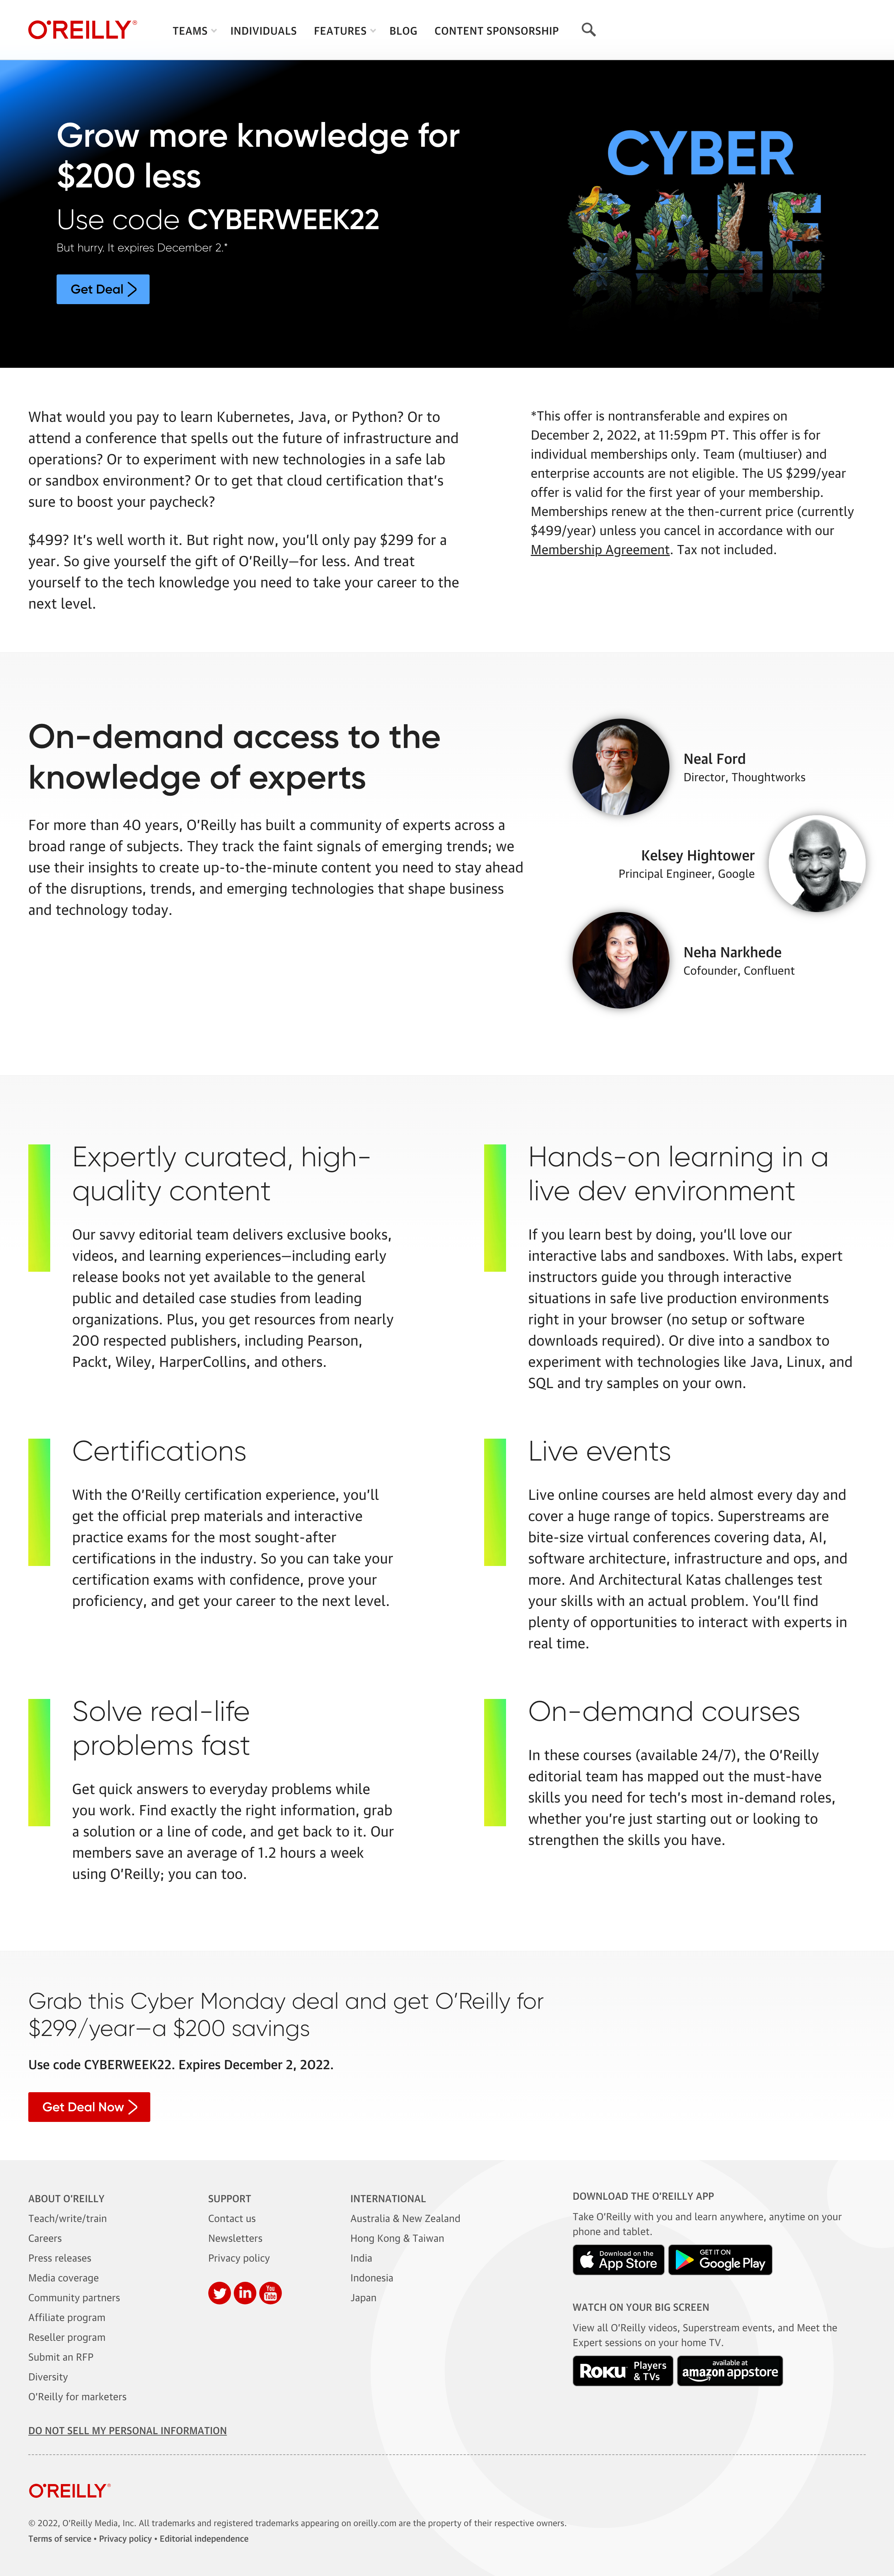 O'REILLY®
TEAMS
INDIVIDUALS
FEATURES
BLOG
CONTENT SPONSORSHIP
Grow more knowledge for
$200 less
Use code CYBERWEEK22
But hurry. It expires December 2.*
Get Deal
CYBER
SALE
What would you pay to learn Kubernetes, Java, or Python? Or to
attend a conference that spells out the future of infrastructure and
operations? Or to experiment with new technologies in a safe lab
or sandbox environment? Or to get that cloud certification that's
sure to boost your paycheck?
$499? It's well worth it. But right now, you'll only pay $299 for a
year. So give yourself the gift of O'Reilly—for less. And treat
yourself to the tech knowledge you need to take your career to the
next level.
*This offer is nontransferable and expires on
December 2, 2022, at 11:59pm PT. This offer is for
individual memberships only. Team (multiuser) and
enterprise accounts are not eligible. The US $299/year
offer is valid for the first year of your membership.
Memberships renew at the then-current price (currently
$499/year) unless you cancel in accordance with our
Membership Agreement. Tax not included.
On-demand access to the
knowledge of experts
For more than 40 years, O'Reilly has built a community of experts across a
broad range of subjects. They track the faint signals of emerging trends; we
use their insights to create up-to-the-minute content you need to stay ahead
of the disruptions, trends, and emerging technologies that shape business
and technology today.
Neal Ford
Director, Thoughtworks
Kelsey Hightower
Principal Engineer, Google
Neha Narkhede
Cofounder, Confluent
Expertly curated, high-
quality content
Our savvy editorial team delivers exclusive books,
videos, and learning experiences—including early
release books not yet available to the general
public and detailed case studies from leading
organizations. Plus, you get resources from nearly
200 respected publishers, including Pearson,
Packt, Wiley, HarperCollins, and others.
Hands-on learning in a
live dev environment
If you learn best by doing, you'll love our
interactive labs and sandboxes. With labs, expert
instructors guide you through interactive
situations in safe live production environments
right in your browser (no setup or software
downloads required). Or dive into a sandbox to
experiment with technologies like Java, Linux, and
SQL and try samples on your own.
Certifications
With the O'Reilly certification experience, you'll
get the official prep materials and interactive
practice exams for the most sought-after
certifications in the industry. So you can take your
certification exams with confidence, prove your
proficiency, and get your career to the next level.
Live events
Live online courses are held almost every day and
cover a huge range of topics. Superstreams are
bite-size virtual conferences covering data, AI,
software architecture, infrastructure and ops, and
more. And Architectural Katas challenges test
your skills with an actual problem. You'll find
plenty of opportunities to interact with experts in
real time.
Solve real-life
problems fast
Get quick answers to everyday problems while
you work. Find exactly the right information, grab
a solution or a line of code, and get back to it. Our
members save an average of 1.2 hours a week
using O'Reilly; you can too.
On-demand courses
In these courses (available 24/7), the O'Reilly
editorial team has mapped out the must-have
skills you need for tech's most in-demand roles,
whether you're just starting out or looking to
strengthen the skills you have.
Grab this Cyber Monday deal and get O'Reilly for
$299/year—a $200 savings
Use code CYBERWEEK22. Expires December 2, 2022.
Get Deal Now
ABOUT O'REILLY
Teach/write/train
Careers
Press releases
Media coverage
Community partners
Affiliate program
Reseller program
Submit an RFP
Diversity
O'Reilly for marketers
SUPPORT
Contact us
Newsletters
Privacy policy
in
You
Tube
INTERNATIONAL
Australia & New Zealand
Hong Kong & Taiwan
India
Indonesia
Japan
DOWNLOAD THE O'REILLY APP
Take O'Reilly with you and learn anywhere, anytime on your
phone and tablet.
Download on the
App Store
GET IT ON
Google Play
WATCH ON YOUR BIG SCREEN
View all O'Reilly videos, Superstream events, and Meet the
Expert sessions on your home TV.
ROKU Players
& TVs
available at
amazon appstore
DO NOT SELL MY PERSONAL INFORMATION
O'REILLY®
© 2022, O'Reilly Media, Inc. All trademarks and registered trademarks appearing on oreilly.com are the property of their respective owners.
Terms of service • Privacy policy • Editorial independence